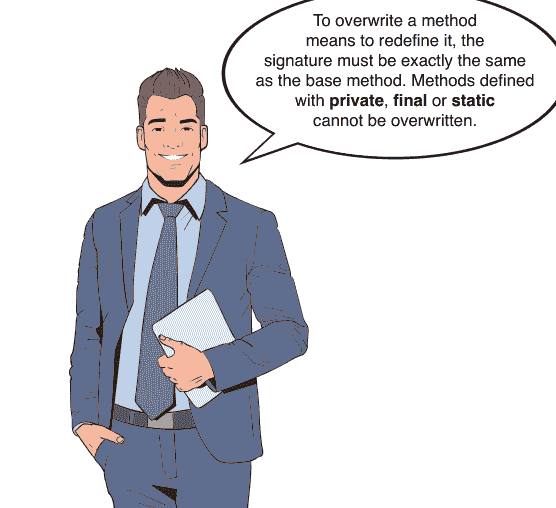 To overwrite a method
means to redefine it, the
signature must be exactly the same
as the base method. Methods defined
with private, final or static
cannot be overwritten.